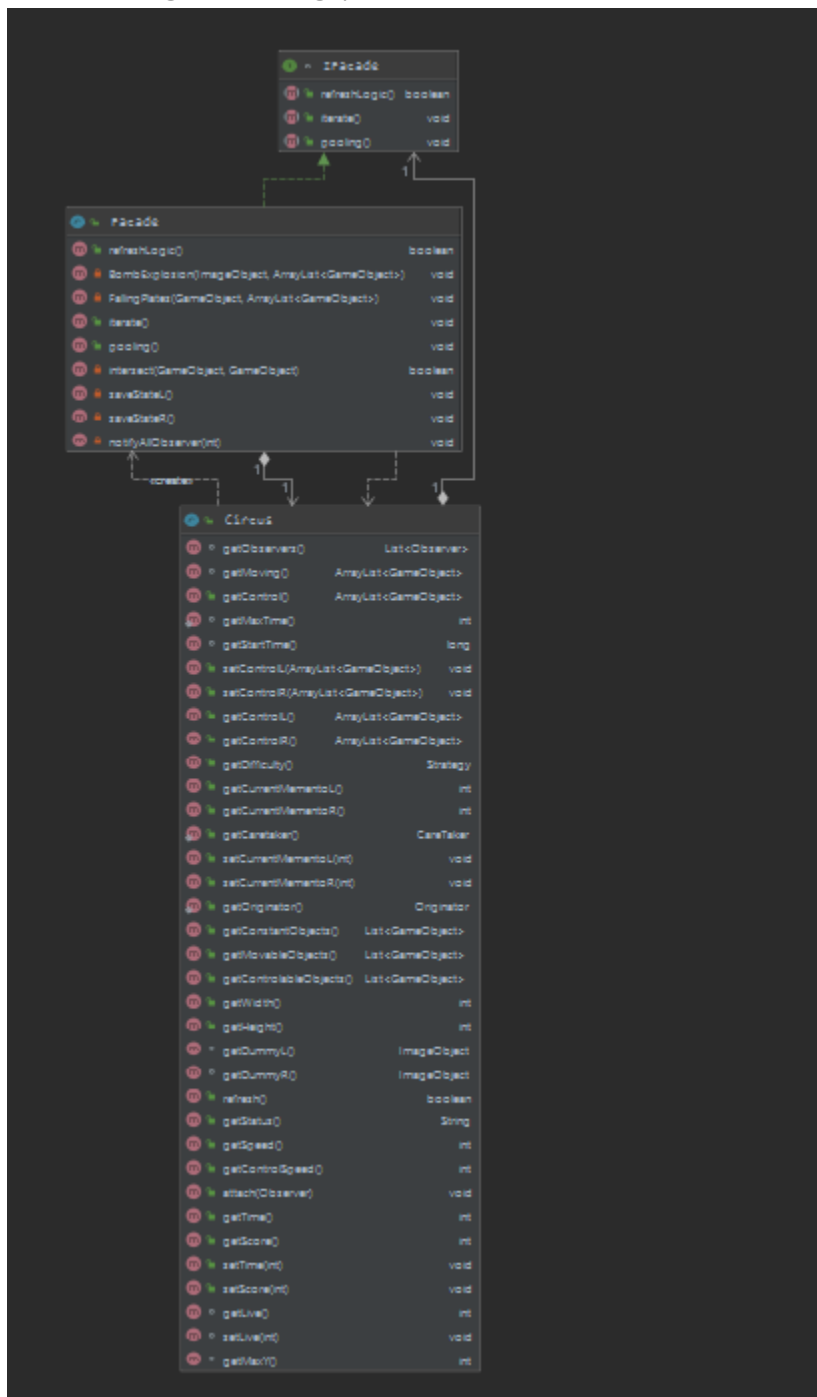 IFacade
refreshLogic() boolean
iterate() void
pooling() void
1
Facade
refreshLogic() boolean
BombExplosion(ImageObject, ArrayList<GameObject>) void
FallingPlates(GameObject, ArrayList<GameObject>) void
iterate() void
pooling() void
intersect(GameObject, GameObject) boolean
saveStateL() void
saveStateR() void
notifyAllObserver(int) void
«create»
1
1
1
Circus
getObservers() List<Observer>
getMoving() ArrayList<GameObject>
getControl() ArrayList<GameObject>
getMaxTime() int
getStartTime() long
setControlL(ArrayList<GameObject>) void
setControlR(ArrayList<GameObject>) void
getControlL() ArrayList<GameObject>
getControlR() ArrayList<GameObject>
getDifficulty() Strategy
getCurrentMementoL() int
getCurrentMementoR() int
getCaretaker() CareTaker
setCurrentMementoL(int) void
setCurrentMementoR(int) void
getOriginator() Originator
getConstantObjects() List<GameObject>
getMovableObjects() List<GameObject>
getControlableObjects() List<GameObject>
getWidth() int
getHeight() int
getDummyL() ImageObject
getDummyR() ImageObject
refresh() boolean
getStatus() String
getSpeed() int
getControlSpeed() int
attach(Observer) void
getTime() int
getScore() int
setTime(int) void
setScore(int) void
getLive() int
setLive(int) void
getMaxY() int